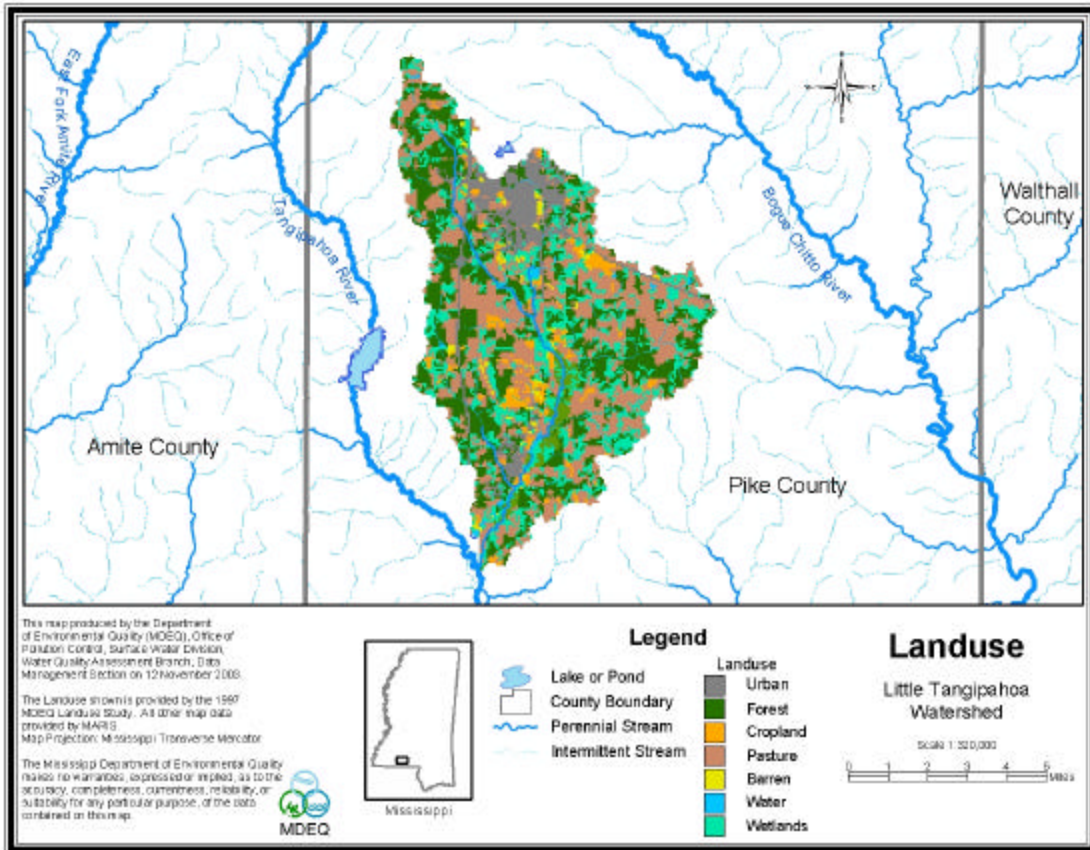 East Fork Amite River
Tangipahoa River
Bogue Chitto River
Walthall
County
Amite County
Pike County
This map produced by the Department
of Environmental Quality (MDEQ), Office of
Pollution Control, Surface Water Division,
Water Quality Assessment Branch, Data
Management Section on 12 November 2003.
The Landuse shown is provided by the 1997
MDEQ Landuse Study. All other map data
provided by MARIS.
Map Projection: Mississippi Transverse Mercator
The Mississippi Department of Environmental Quality
makes no warranties, expressed or implied, as to the
accuracy, completeness, currentness, reliability, or
suitability for any particular purpose, of the data
contained on this map.
MDEQ
Mississippi
Legend
Lake or Pond
County Boundary
Perennial Stream
Intermittent Stream
Landuse
Urban
Forest
Cropland
Pasture
Barren
Water
Wetlands
Landuse
Little Tangipahoa
Watershed
Scale 1:320,000
0 1 2 3 4 5
Miles